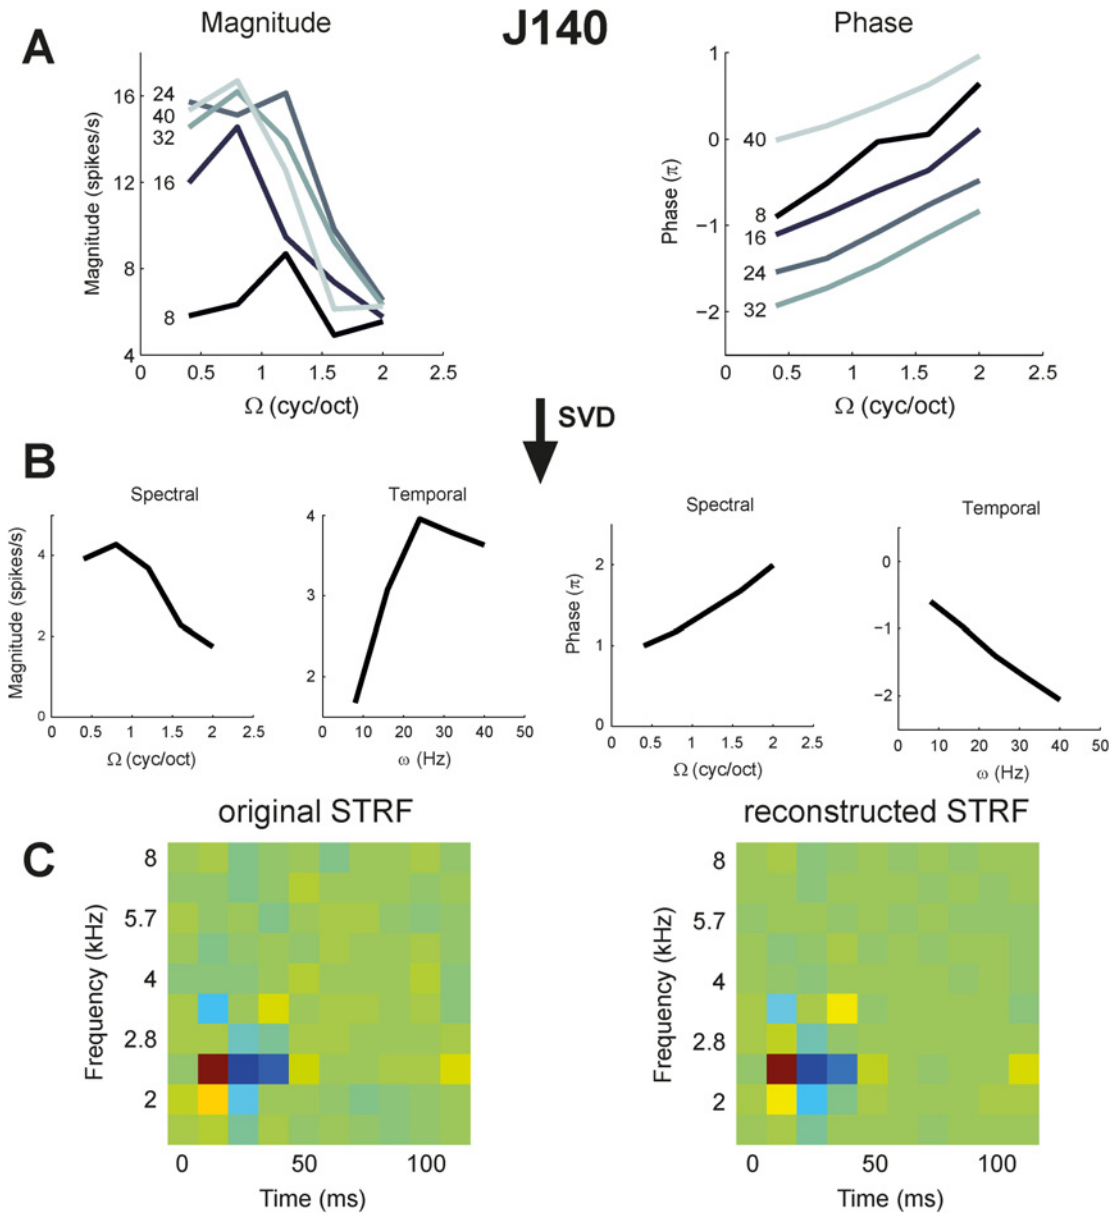 J140
A
Magnitude
Magnitude (spikes/s)
16
12
8
4
24
40
32
16
8
0 0.5 1 1.5 2 2.5
Ω (cyc/oct)
Phase
Phase (π)
1
0
−1
−2
40
8
16
24
32
0 0.5 1 1.5 2 2.5
Ω (cyc/oct)
SVD
B
Spectral
Magnitude (spikes/s)
4
2
0
0 0.5 1 1.5 2 2.5
Ω (cyc/oct)
Temporal
4
3
2
0 10 20 30 40 50
ω (Hz)
Spectral
Phase (π)
2
1
0
0 0.5 1 1.5 2 2.5
Ω (cyc/oct)
Temporal
0
−1
−2
0 10 20 30 40 50
ω (Hz)
C
original STRF
Frequency (kHz)
8
5.7
4
2.8
2
0 50 100
Time (ms)
reconstructed STRF
Frequency (kHz)
8
5.7
4
2.8
2
0 50 100
Time (ms)